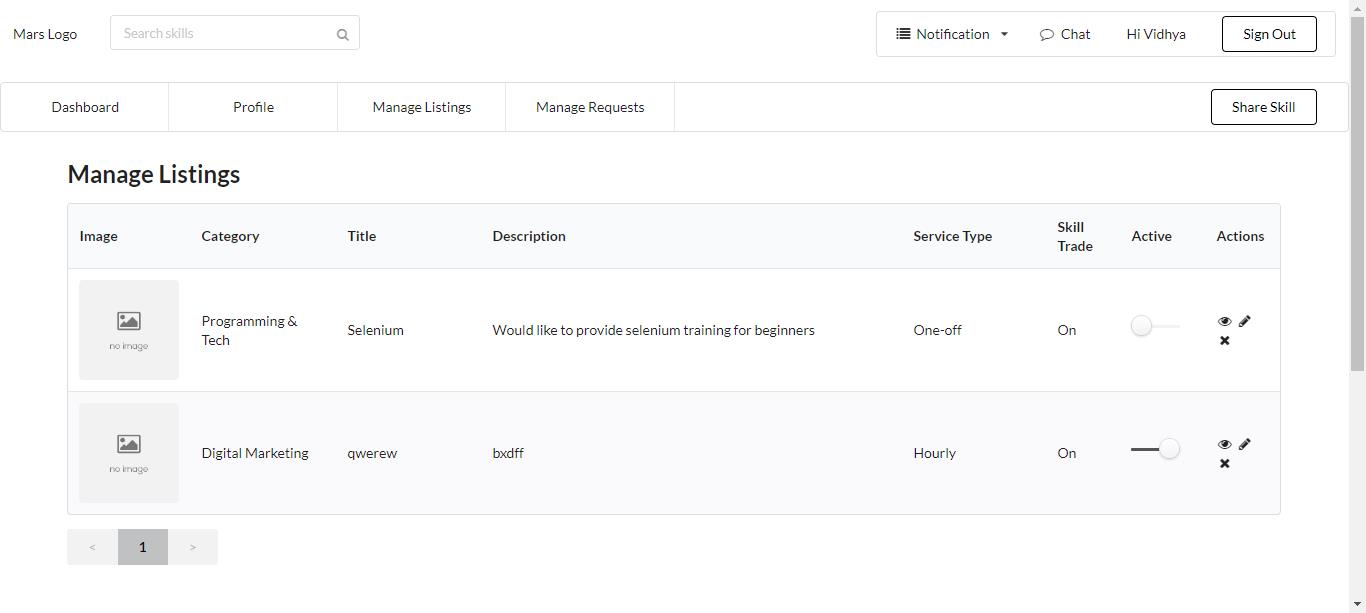 Mars Logo
Search skills
Notification
Chat
Hi Vidhya
Sign Out
Dashboard
Profile
Manage Listings
Manage Requests
Share Skill
Manage Listings
Image
Category
Title
Description
Service Type
Skill
Trade
Active
Actions
no image
Programming &
Tech
Selenium
Would like to provide selenium training for beginners
One-off
On
no image
Digital Marketing
qwerew
bxdff
Hourly
On
<
1
>